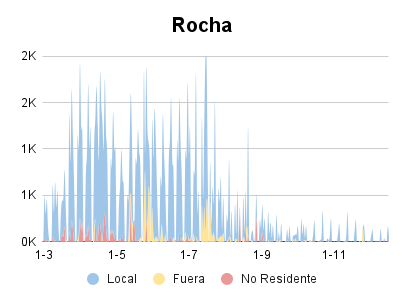 Rocha
2K
2K
1K
1K
0K
1-3 1-5 1-7 1-9 1-11
Local Fuera No Residente